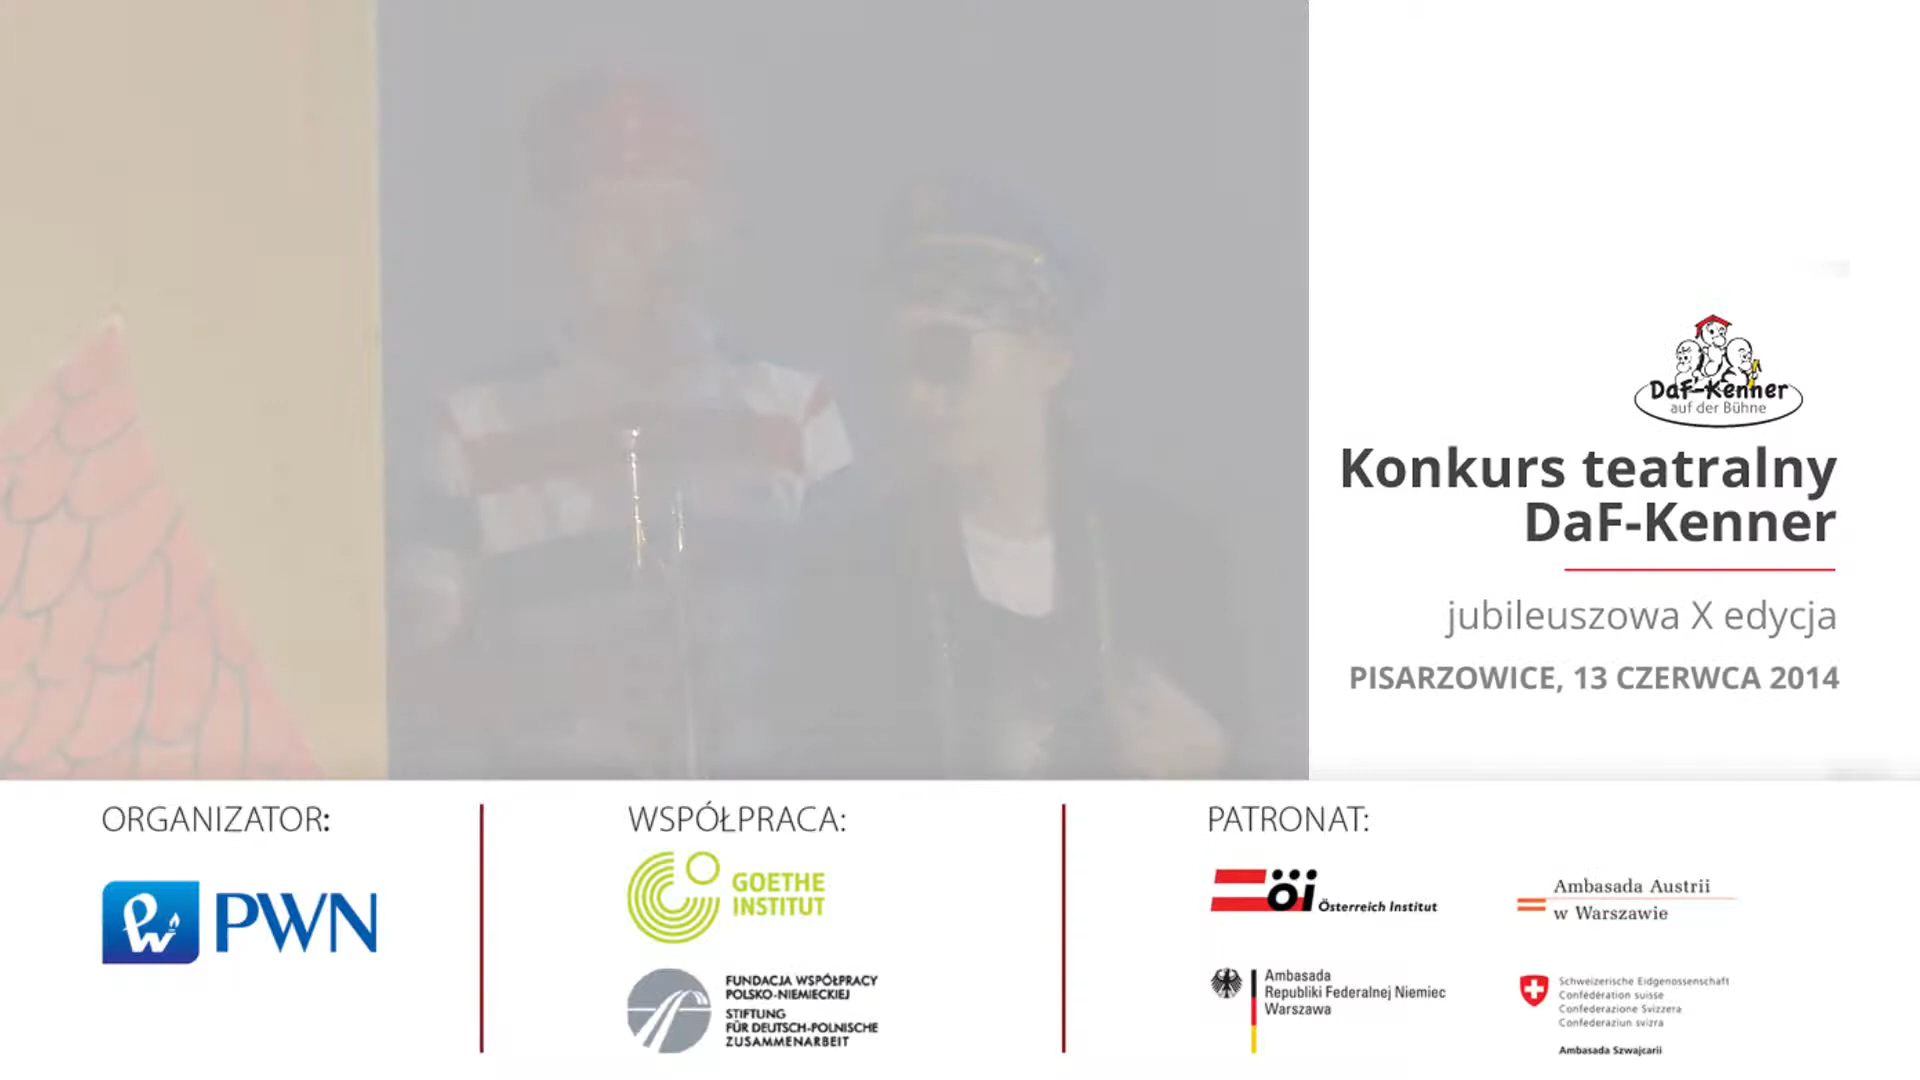 DaF-Kenner
auf der Bühne
Konkurs teatralny
DaF-Kenner
jubileuszowa X edycja
PISARZOWICE, 13 CZERWCA 2014
ORGANIZATOR:
PWN
WSPÓŁPRACA:
GOETHE
INSTITUT
FUNDACJA WSPÓŁPRACY
POLSKO-NIEMIECKIEJ
STIFTUNG
FÜR DEUTSCH-POLNISCHE
ZUSAMMENARBEIT
PATRONAT:
öi Österreich Institut
Ambasada Austrii
w Warszawie
Ambasada
Republiki Federalnej Niemiec
Warszawa
Schweizerische Eidgenossenschaft
Confédération suisse
Confederazione Svizzera
Confederaziun svizra
Ambasada Szwajcarii